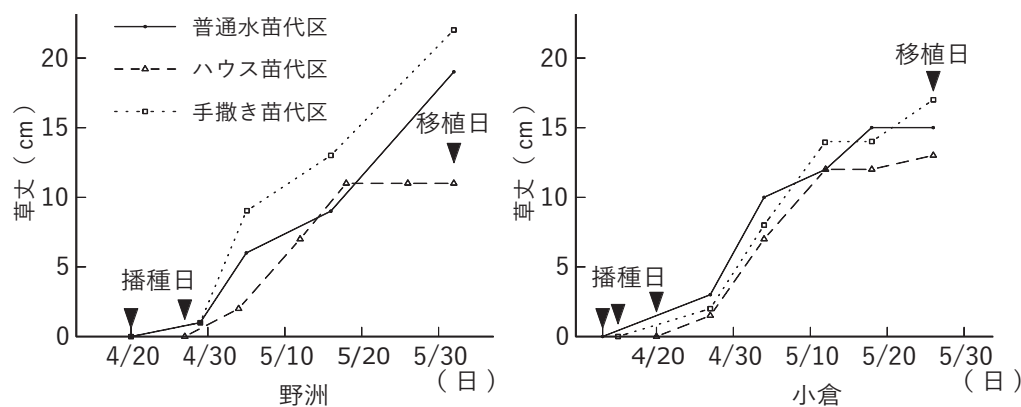 普通水苗代区
ハウス苗代区
手撒き苗代区
草丈（cm）
20
15
10
5
0
播種日
移植日
4/20 4/30 5/10 5/20 5/30
（日）
野洲
草丈（cm）
20
15
10
5
0
播種日
移植日
4/20 4/30 5/10 5/20 5/30
（日）
小倉